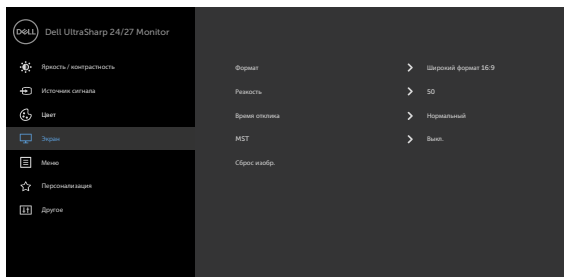 DELL Dell UltraSharp 24/27 Monitor
Яркость / контрастность
Источник сигнала
Цвет
Экран
Меню
Персонализация
Другое
Формат Широкий формат 16:9
Резкость 50
Время отклика Нормальный
MST Выкл.
Сброс изобр.